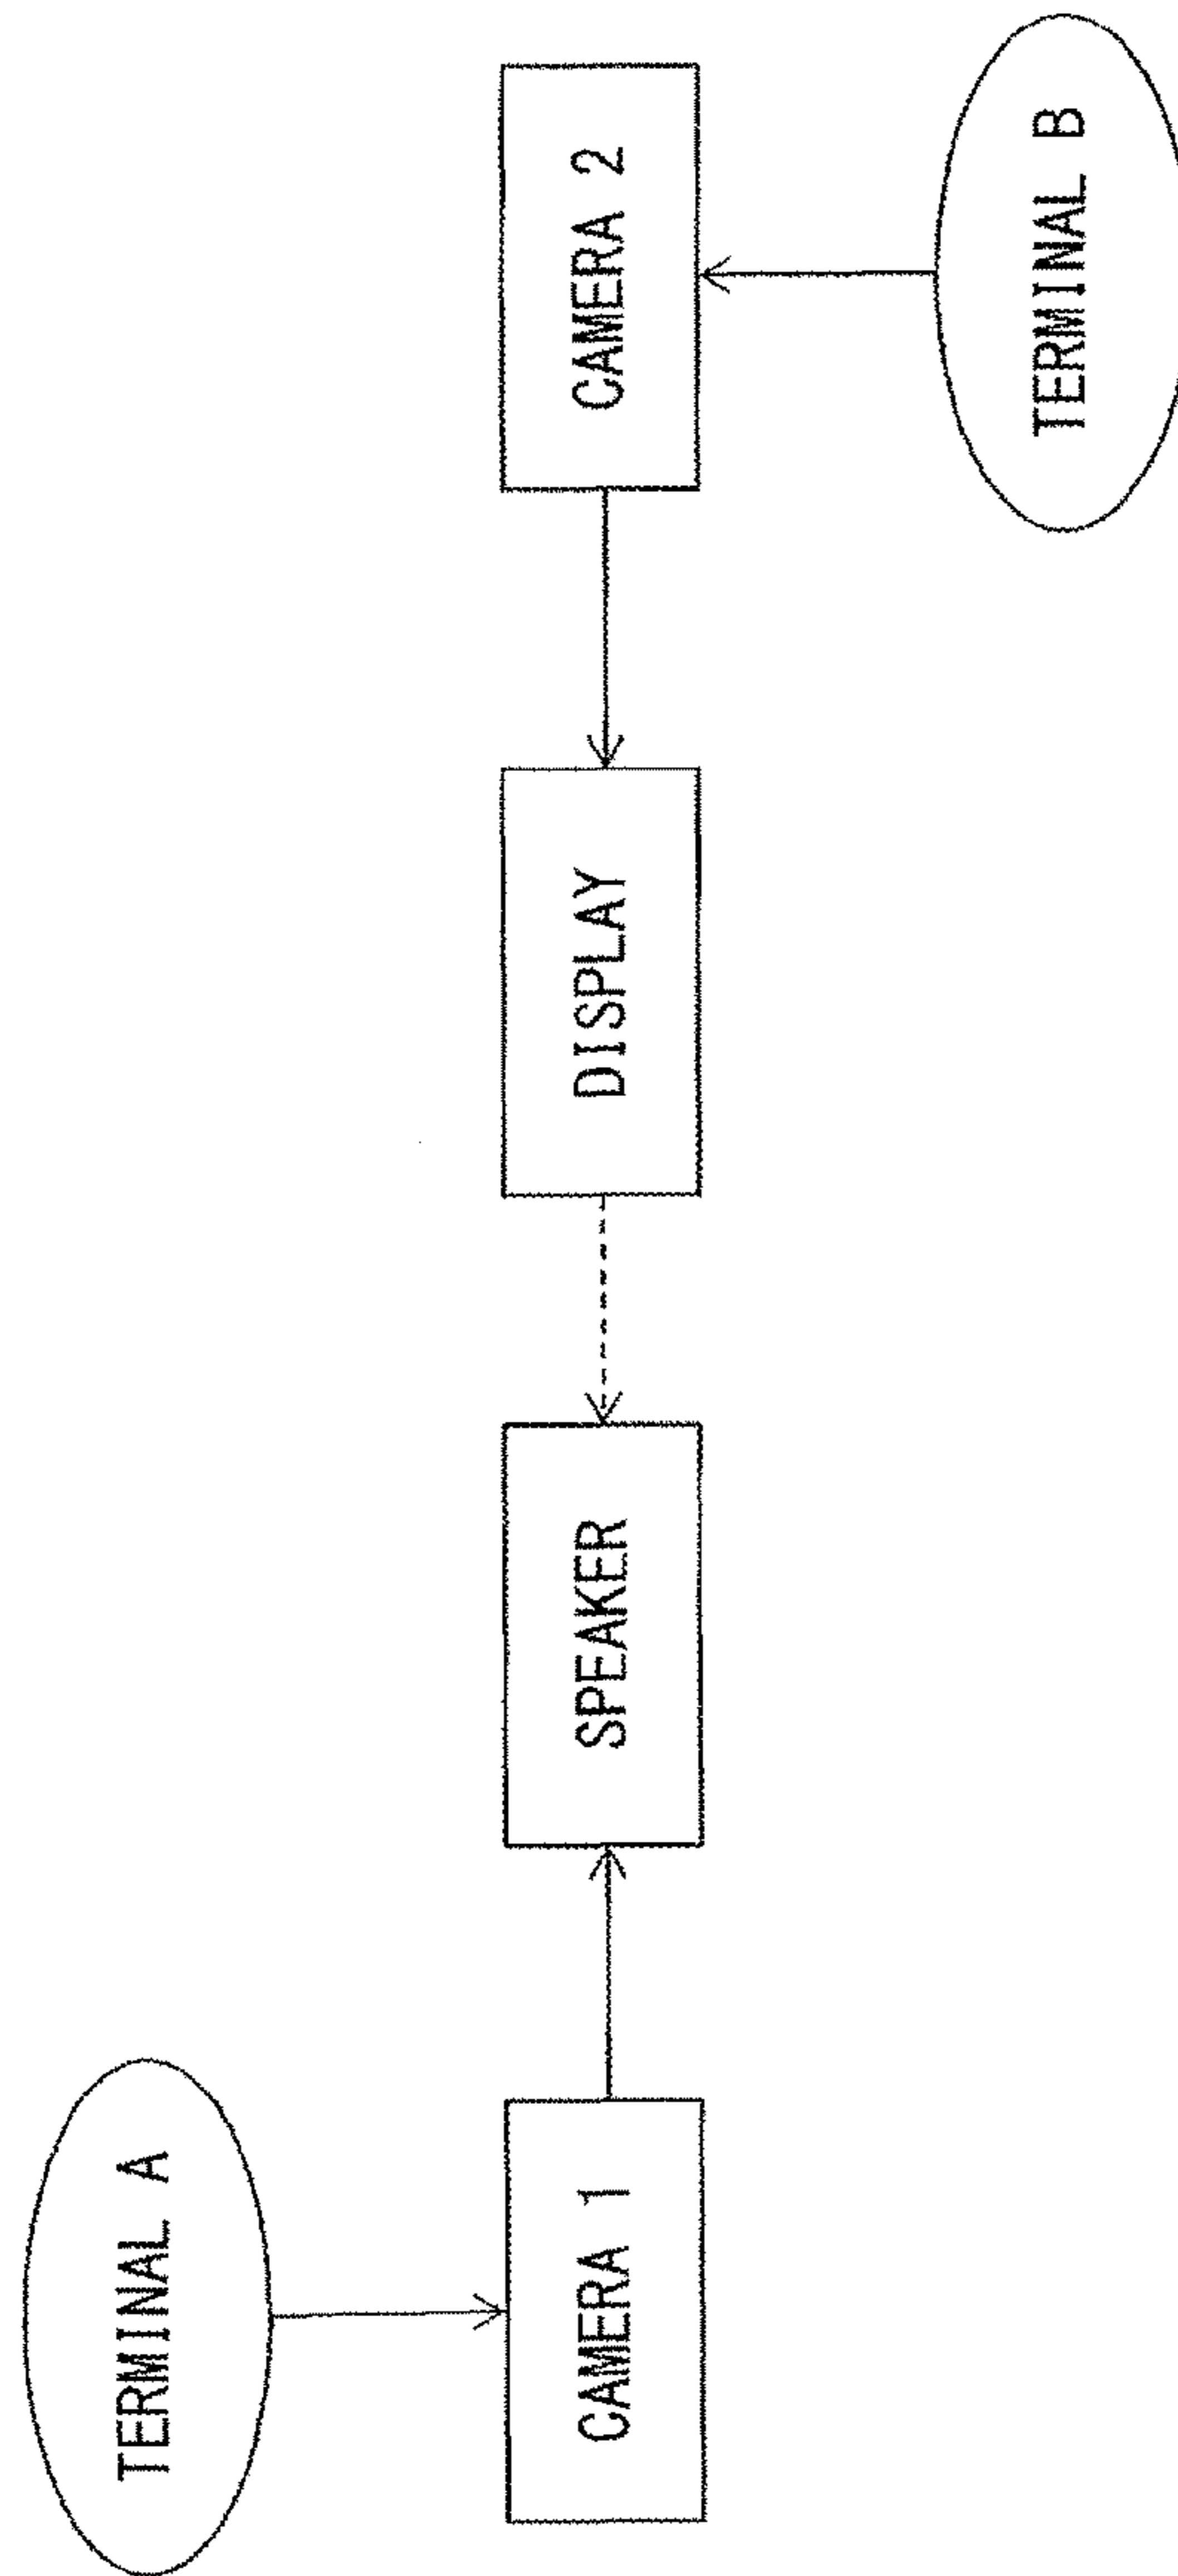 TERMINAL A
CAMERA 1
SPEAKER
DISPLAY
CAMERA 2
TERMINAL B